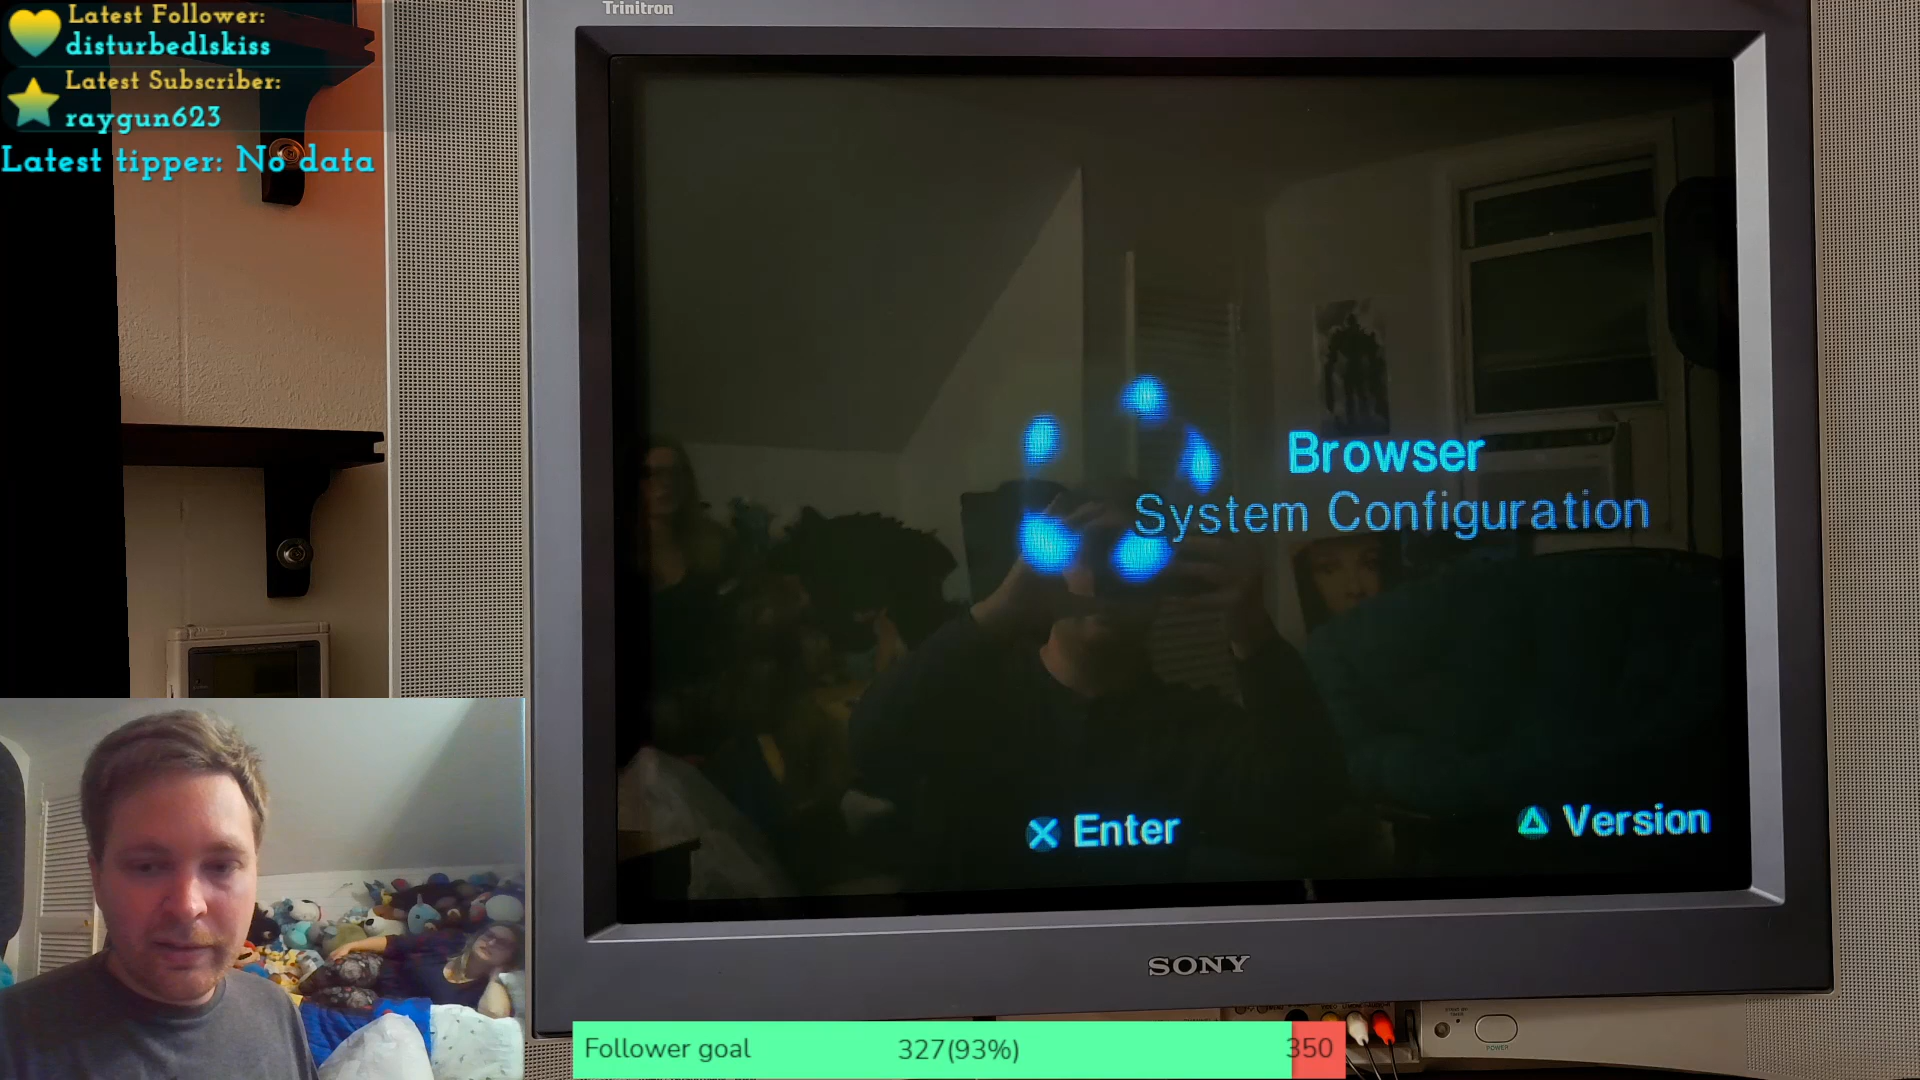 Latest Follower:
disturbed1skiss
Latest Subscriber:
raygun623
Latest tipper: No data
Trinitron
Browser
System Configuration
Enter
Version
SONY
Follower goal 327(93%) 350
POWER